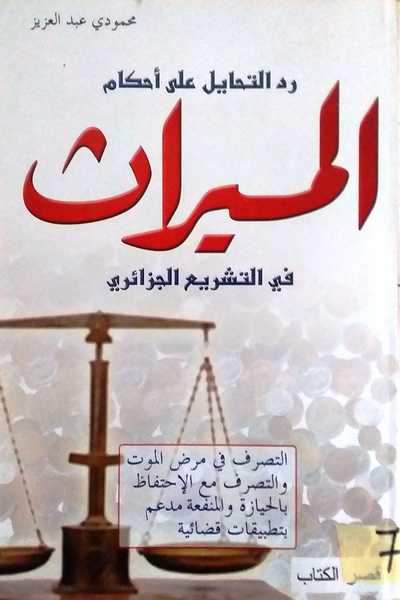 محمودي عبد العزيز
رد التحايل على أحكام
الميراث
في التشريع الجزائري
التصرف في مرض الموت
والتصرف مع الإحتفاظ
بالحيازة والمنفعة مدعم
بتطبيقات قضائية
7
قصر الكتاب